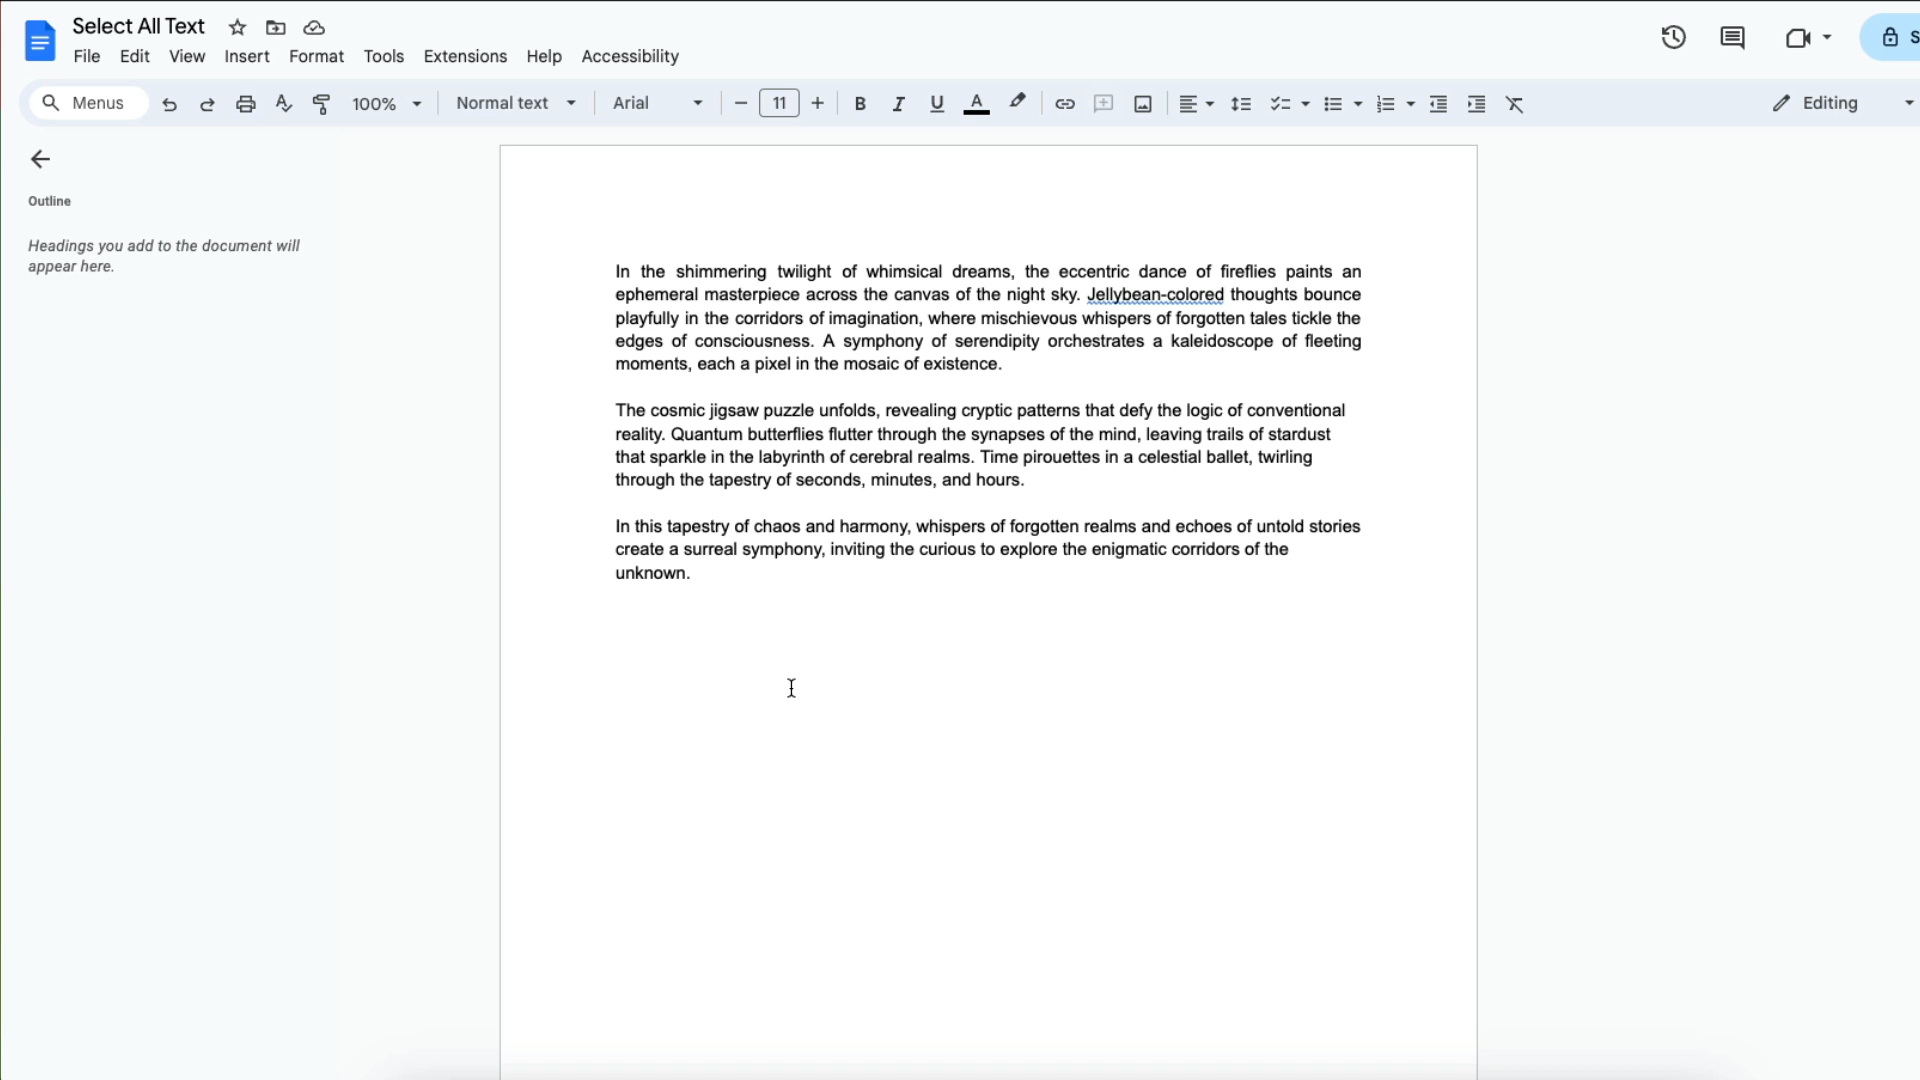 Select All Text
File Edit View Insert Format Tools Extensions Help Accessibility
Menus 100% Normal text Arial 11 Editing
Outline
Headings you add to the document will
appear here.
In the shimmering twilight of whimsical dreams, the eccentric dance of fireflies paints an
ephemeral masterpiece across the canvas of the night sky. Jellybean-colored thoughts bounce
playfully in the corridors of imagination, where mischievous whispers of forgotten tales tickle the
edges of consciousness. A symphony of serendipity orchestrates a kaleidoscope of fleeting
moments, each a pixel in the mosaic of existence.
The cosmic jigsaw puzzle unfolds, revealing cryptic patterns that defy the logic of conventional
reality. Quantum butterflies flutter through the synapses of the mind, leaving trails of stardust
that sparkle in the labyrinth of cerebral realms. Time pirouettes in a celestial ballet, twirling
through the tapestry of seconds, minutes, and hours.
In this tapestry of chaos and harmony, whispers of forgotten realms and echoes of untold stories
create a surreal symphony, inviting the curious to explore the enigmatic corridors of the
unknown.